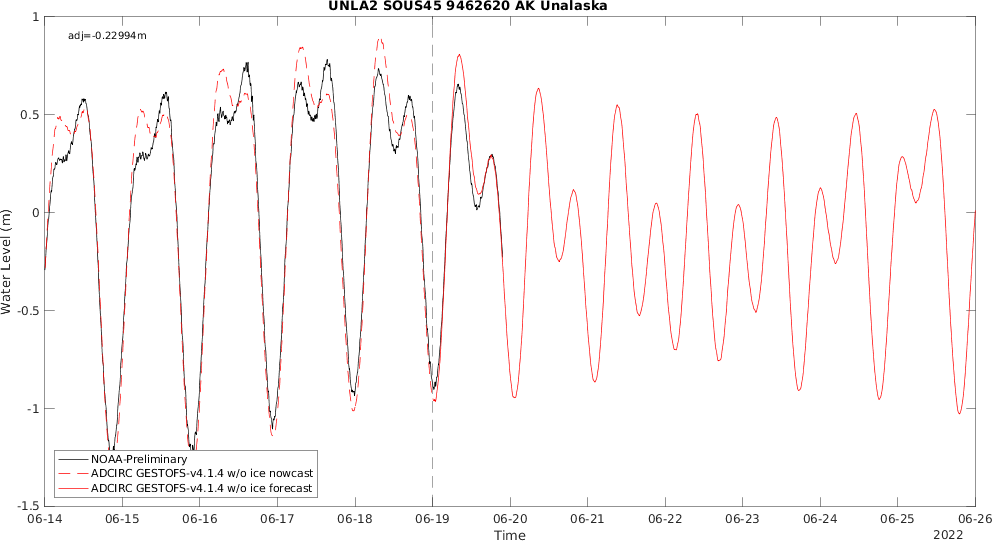 UNLA2 SOUS45 9462620 AK Unalaska
adj=-0.22994m
1
0.5
0
-0.5
-1
-1.5
Water Level (m)
NOAA-Preliminary
ADCIRC GESTOFS-v4.1.4 w/o ice nowcast
ADCIRC GESTOFS-v4.1.4 w/o ice forecast
06-14 06-15 06-16 06-17 06-18 06-19 06-20 06-21 06-22 06-23 06-24 06-25 06-26
Time
2022